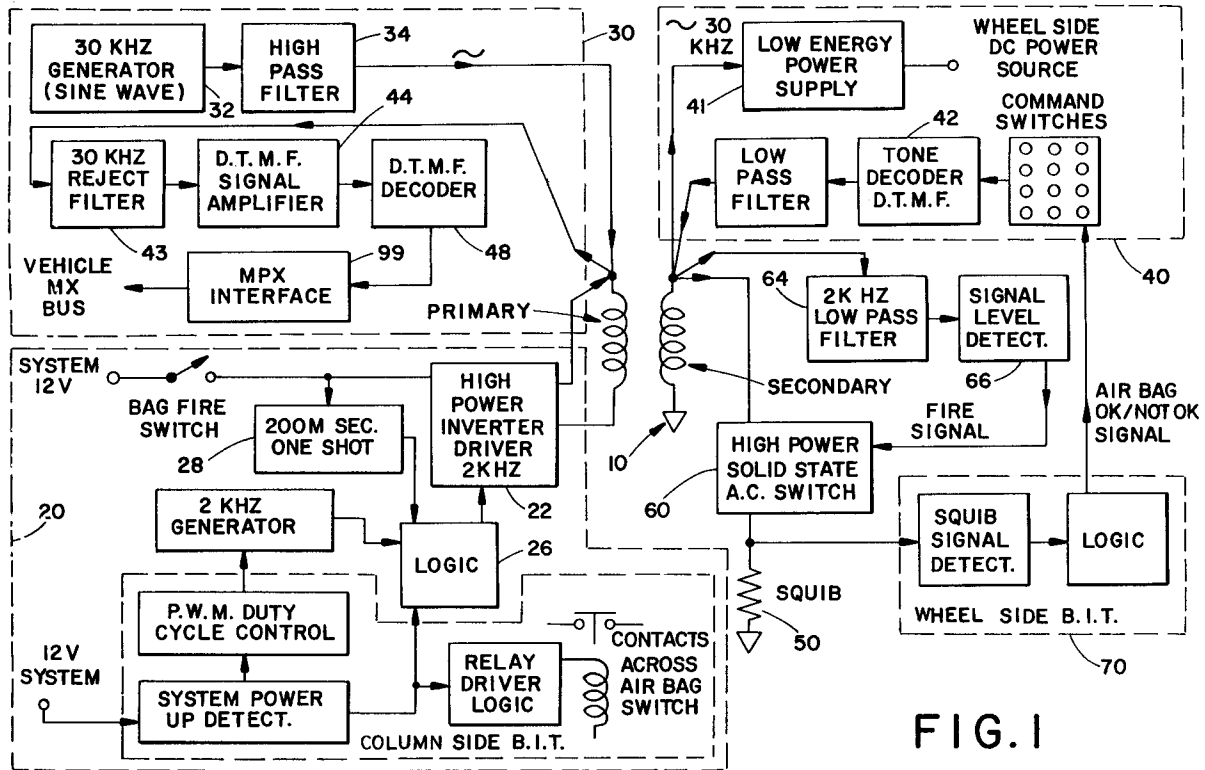 30 KHZ
GENERATOR
(SINE WAVE)
32
HIGH
PASS
FILTER
34
30
44
30 KHZ
REJECT
FILTER
43
D.T.M.F.
SIGNAL
AMPLIFIER
D.T.M.F.
DECODER
48
99
VEHICLE
MX
BUS
MPX
INTERFACE
PRIMARY
~ 30
KHZ
LOW ENERGY
POWER
SUPPLY
41
WHEEL SIDE
DC POWER
SOURCE
COMMAND
SWITCHES
42
LOW
PASS
FILTER
TONE
DECODER
D.T.M.F.
40
64
2K HZ
LOW PASS
FILTER
SIGNAL
LEVEL
DETECT.
66
SECONDARY
10
FIRE
SIGNAL
AIR BAG
OK/NOT OK
SIGNAL
HIGH POWER
SOLID STATE
A.C. SWITCH
60
SQUIB
50
SQUIB
SIGNAL
DETECT.
LOGIC
WHEEL SIDE B.I.T.
70
SYSTEM
12V
BAG FIRE
SWITCH
200M SEC.
ONE SHOT
28
HIGH
POWER
INVERTER
DRIVER
2KHZ
22
20
2 KHZ
GENERATOR
LOGIC
26
P.W.M. DUTY
CYCLE CONTROL
12V
SYSTEM
SYSTEM POWER
UP DETECT.
RELAY
DRIVER
LOGIC
CONTACTS
ACROSS
AIR BAG
SWITCH
COLUMN SIDE B.I.T.
FIG. 1